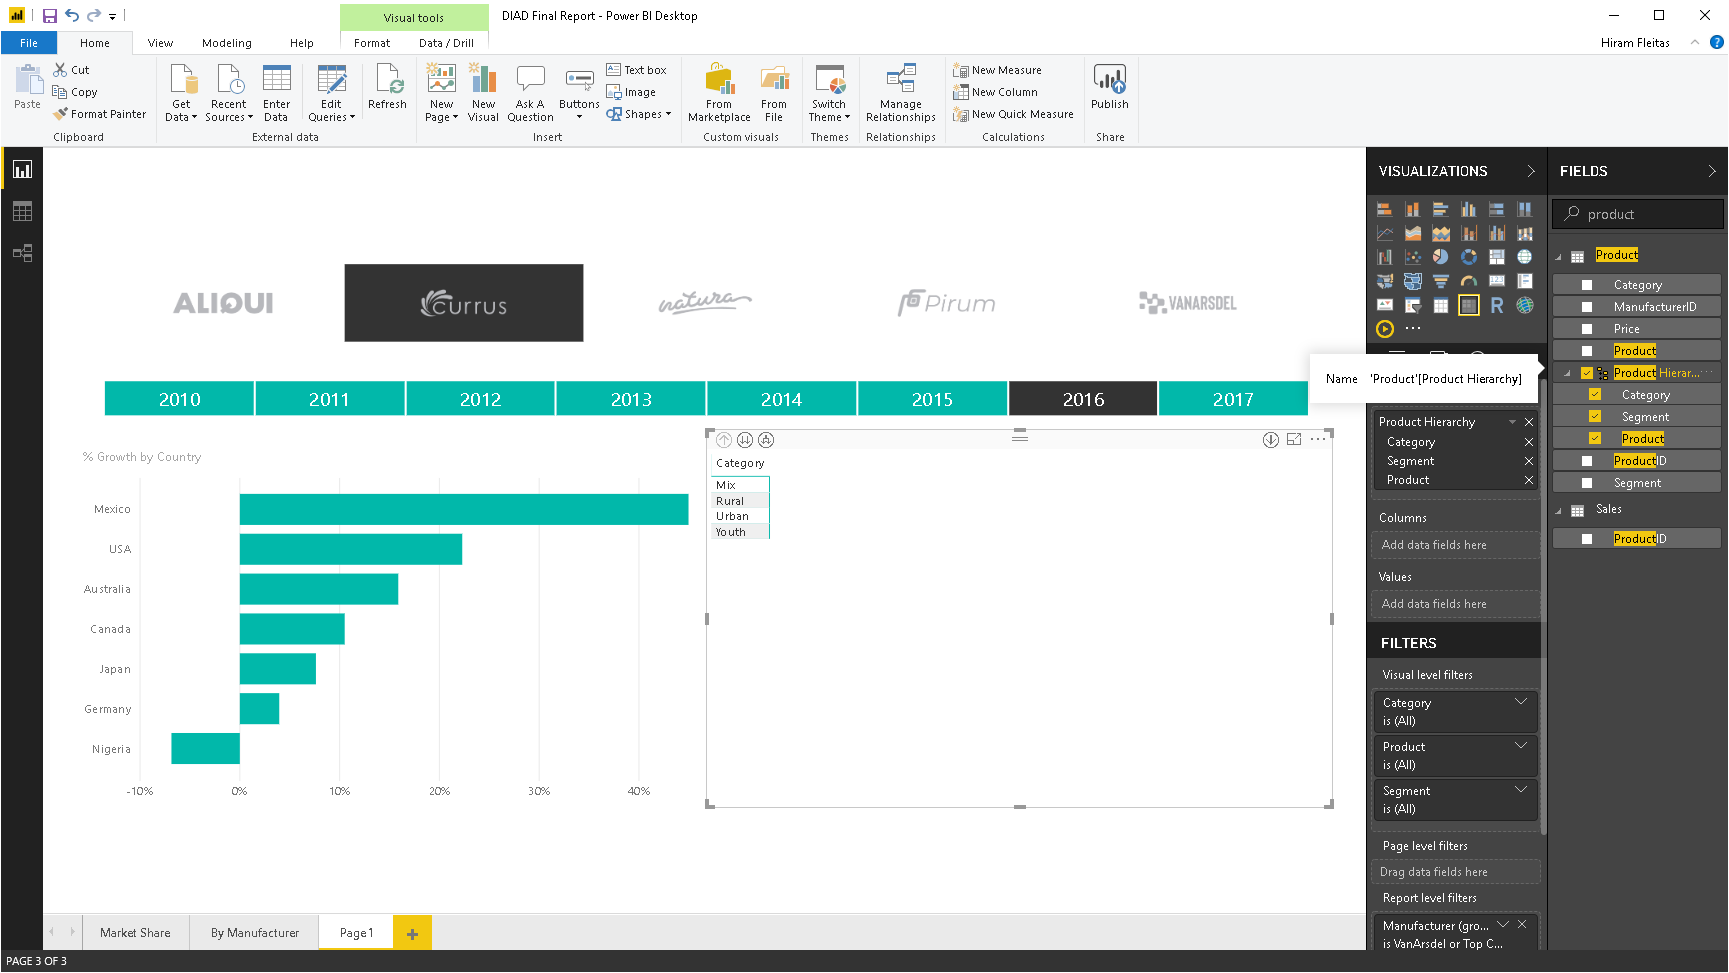 Visual tools
DIAD Final Report - Power BI Desktop
File Home View Modeling Help Format Data / Drill
Hiram Fleitas
Paste
Cut
Copy
Format Painter
Clipboard
Get Data
Recent Sources
Enter Data
Edit Queries
Refresh
External data
New Page
New Visual
Ask A Question
Buttons
Text box
Image
Shapes
Insert
From Marketplace
From File
Custom visuals
Switch Theme
Themes
Manage Relationships
Relationships
New Measure
New Column
New Quick Measure
Calculations
Publish
Share
ALIQUI
currus
natura
Pirum
VANARSDEL
2010 2011 2012 2013 2014 2015 2016 2017
% Growth by Country
Mexico
USA
Australia
Canada
Japan
Germany
Nigeria
-10% 0% 10% 20% 30% 40%
Category
Mix
Rural
Urban
Youth
VISUALIZATIONS
R
Name 'Product'[Product Hierarchy]
Product Hierarchy
Category
Segment
Product
Columns
Add data fields here
Values
Add data fields here
FILTERS
Visual level filters
Category
is (All)
Product
is (All)
Segment
is (All)
Page level filters
Drag data fields here
Report level filters
Manufacturer (gro...
is VanArsdel or Top C...
FIELDS
product
Product
Category
ManufacturerID
Price
Product
Product Hierar...
Category
Segment
Product
ProductID
Segment
Sales
ProductID
Market Share By Manufacturer Page 1
PAGE 3 OF 3